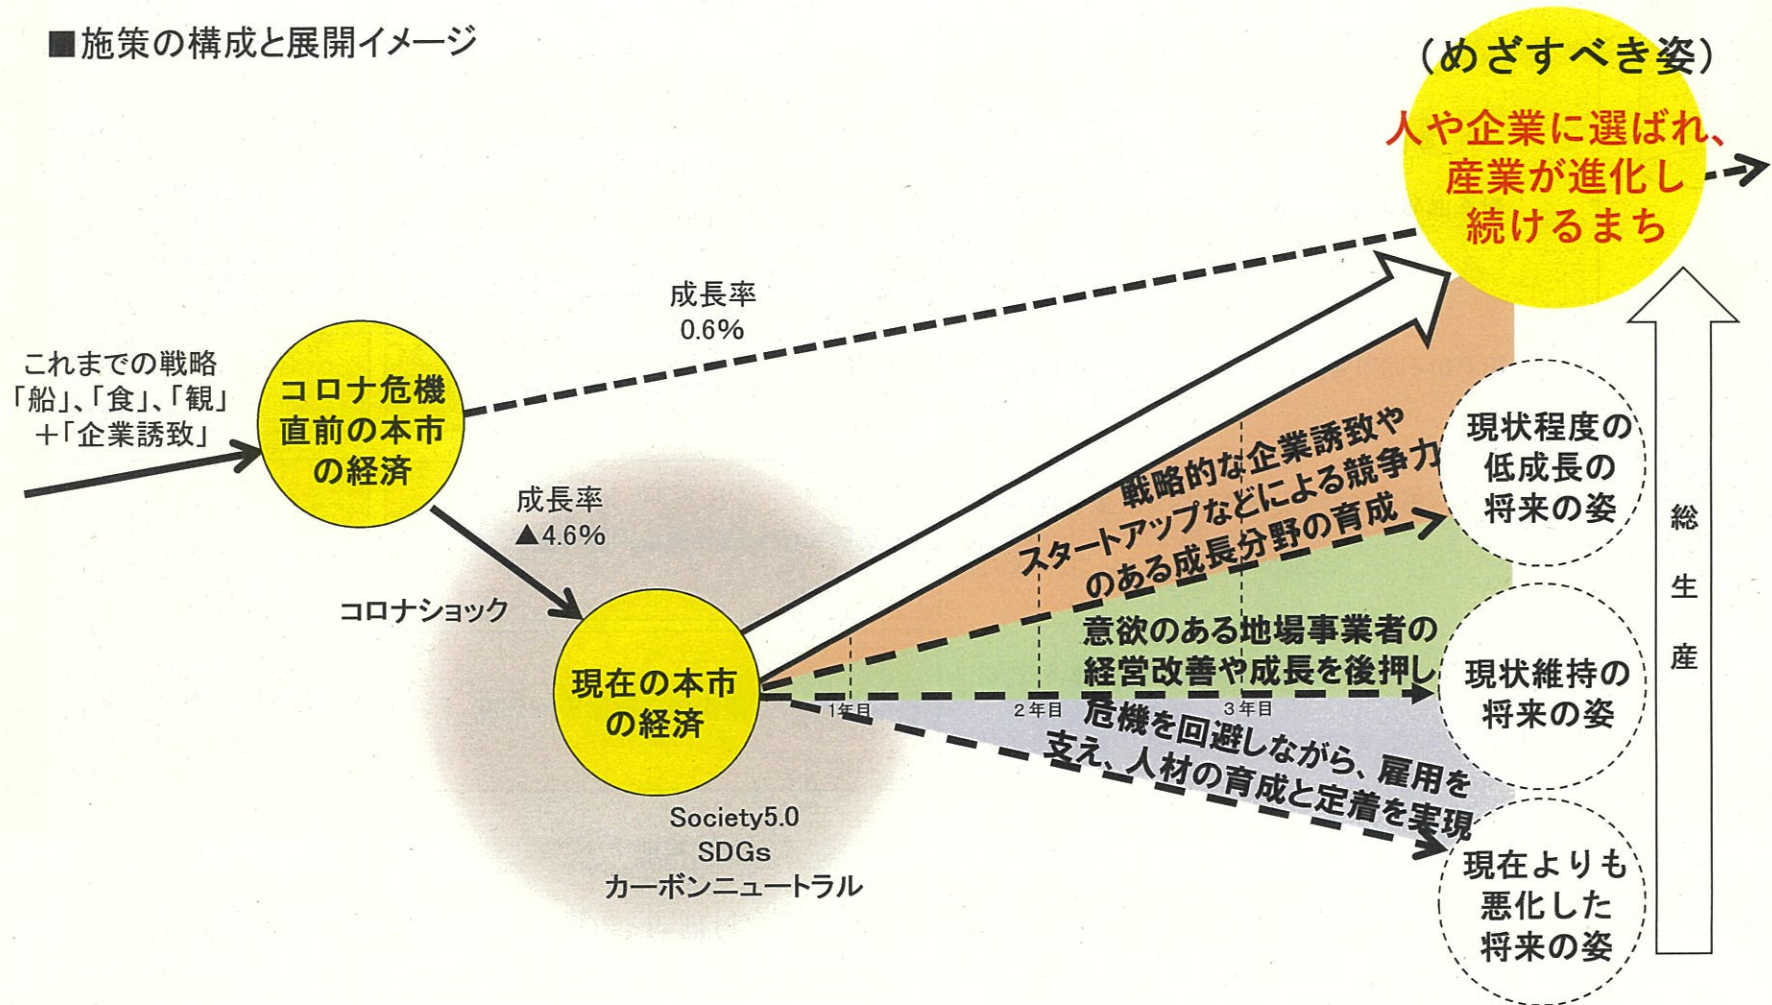 ■施策の構成と展開イメージ
(めざすべき姿)
人や企業に選ばれ、
産業が進化し
続けるまち
成長率
0.6%
これまでの戦略
「船」、「食」、「観」
＋「企業誘致」
コロナ危機
直前の本市
の経済
成長率
▲4.6%
コロナショック
現在の本市
の経済
Society5.0
SDGs
カーボンニュートラル
戦略的な企業誘致や
スタートアップなどによる競争力
のある成長分野の育成
意欲のある地場事業者の
経営改善や成長を後押し
1年目
2年目
3年目
危機を回避しながら、雇用を
支え、人材の育成と定着を実現
現状程度の
低成長の
将来の姿
現状維持の
将来の姿
現在よりも
悪化した
将来の姿
総生産